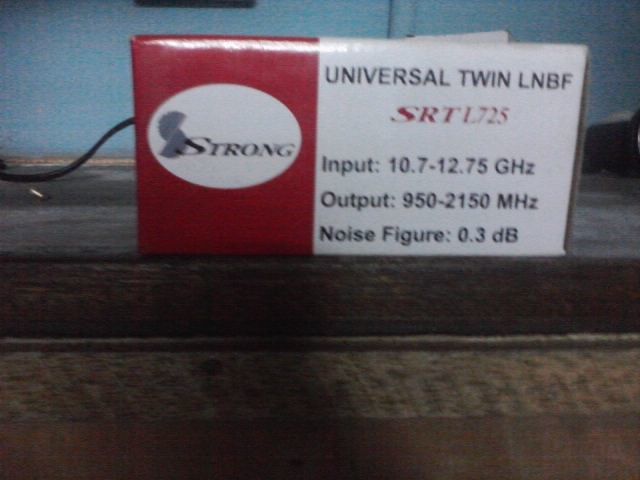 STRONG
UNIVERSAL TWIN LNBF
SRT L725
Input: 10.7-12.75 GHz
Output: 950-2150 MHz
Noise Figure: 0.3 dB